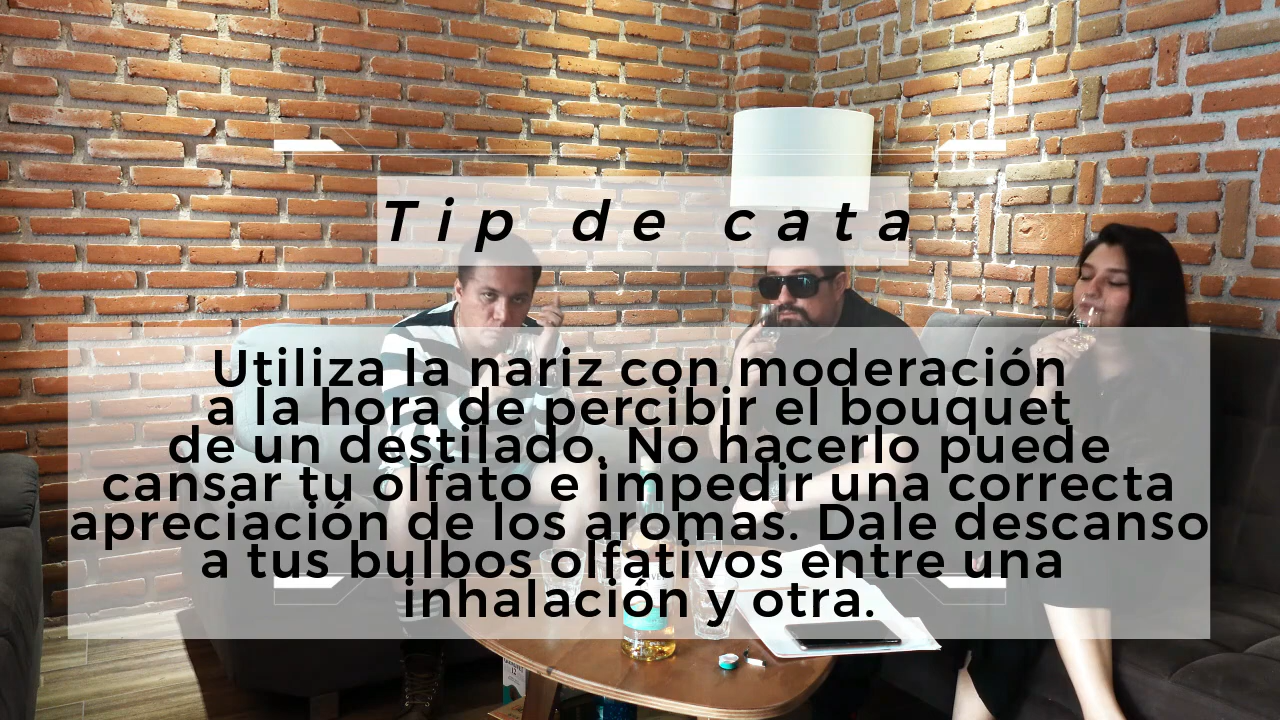 Tip de cata
Utiliza la nariz con moderación
a la hora de percibir el bouquet
de un destilado. No hacerlo puede
cansar tu olfato e impedir una correcta
apreciación de los aromas. Dale descanso
a tus bulbos olfativos entre una
inhalación y otra.